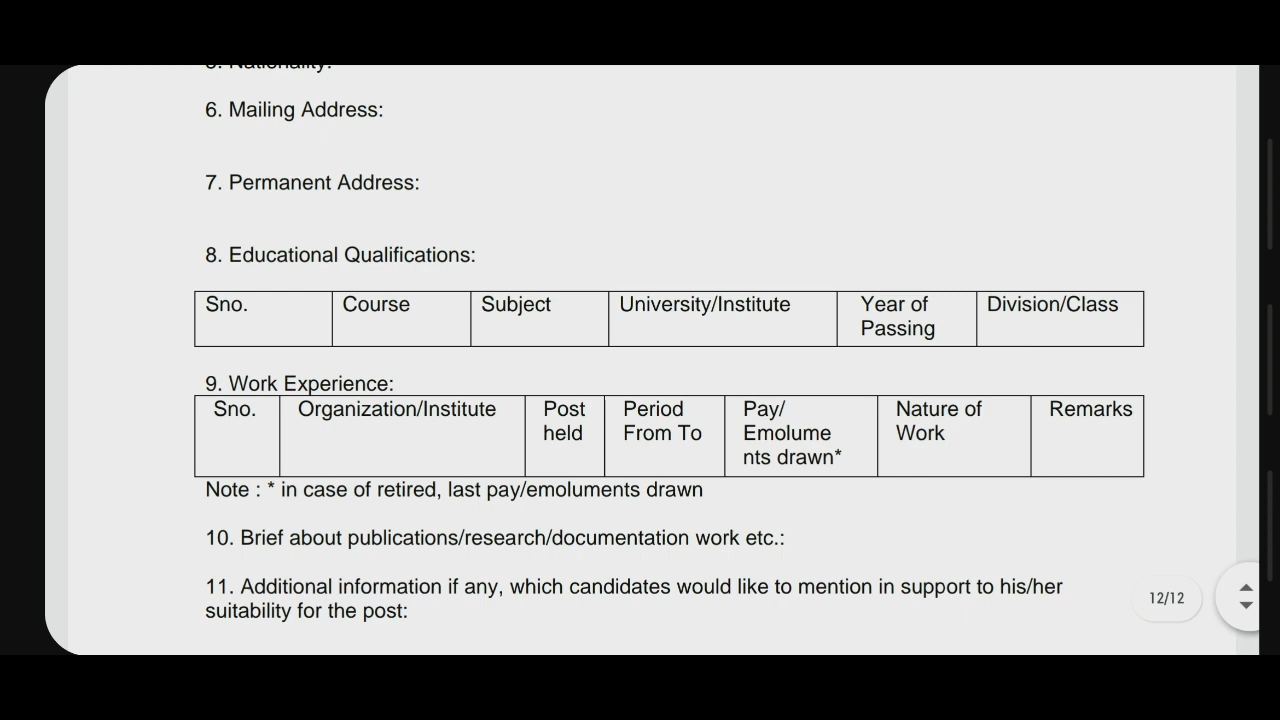 5. Nationality:
6. Mailing Address:
7. Permanent Address:
8. Educational Qualifications:
Sno. Course Subject University/Institute Year of Division/Class
Passing
9. Work Experience:
Sno. Organization/Institute Post Period Pay/ Nature of Remarks
held From To Emolume Work
nts drawn*
Note : * in case of retired, last pay/emoluments drawn
10. Brief about publications/research/documentation work etc.:
11. Additional information if any, which candidates would like to mention in support to his/her
suitability for the post:
12/12